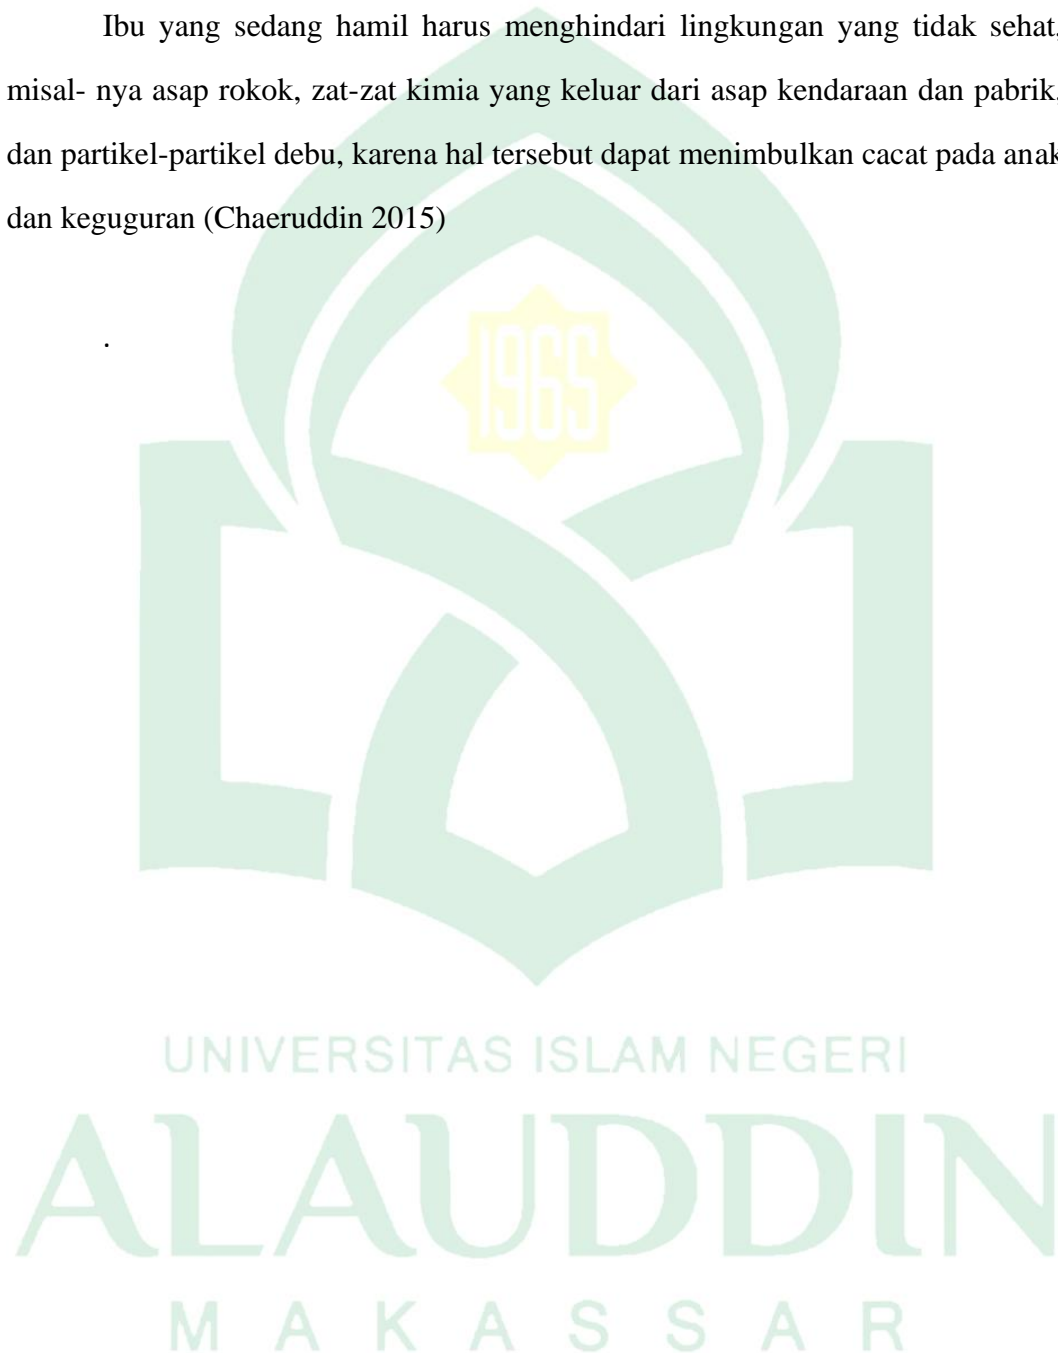 Ibu yang sedang hamil harus menghindari lingkungan yang tidak sehat,
misal- nya asap rokok, zat-zat kimia yang keluar dari asap kendaraan dan pabrik,
dan partikel-partikel debu, karena hal tersebut dapat menimbulkan cacat pada anak
dan keguguran (Chaeruddin 2015)
.
1965
UNIVERSITAS ISLAM NEGERI
ALAUDDIN
MAKASSAR